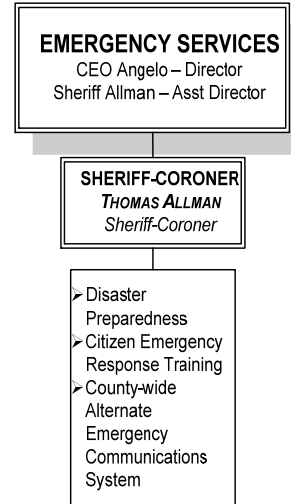 EMERGENCY SERVICES
CEO Angelo – Director
Sheriff Allman – Asst Director
SHERIFF-CORONER
THOMAS ALLMAN
Sheriff-Coroner
➢ Disaster
Preparedness
➢ Citizen Emergency
Response Training
➢ County-wide
Alternate
Emergency
Communications
System